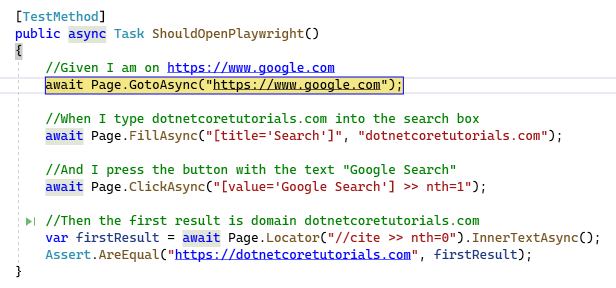 [TestMethod]
public async Task ShouldOpenPlaywright()
{
//Given I am on https://www.google.com
await Page.GotoAsync("https://www.google.com");
//When I type dotnetcoretutorials.com into the search box
await Page.FillAsync("[title='Search']", "dotnetcoretutorials.com");
//And I press the button with the text "Google Search"
await Page.ClickAsync("[value='Google Search'] >> nth=1");
//Then the first result is domain dotnetcoretutorials.com
var firstResult = await Page.Locator("//cite >> nth=0").InnerTextAsync();
Assert.AreEqual("https://dotnetcoretutorials.com", firstResult);
}